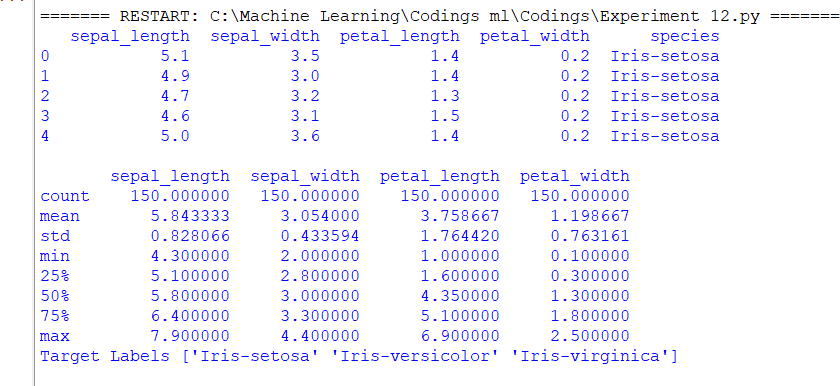 ======= RESTART: C:\Machine Learning\Codings ml\Codings\Experiment 12.py =======
   sepal_length  sepal_width  petal_length  petal_width      species
0           5.1          3.5           1.4          0.2  Iris-setosa
1           4.9          3.0           1.4          0.2  Iris-setosa
2           4.7          3.2           1.3          0.2  Iris-setosa
3           4.6          3.1           1.5          0.2  Iris-setosa
4           5.0          3.6           1.4          0.2  Iris-setosa
       sepal_length  sepal_width  petal_length  petal_width
count    150.000000   150.000000    150.000000   150.000000
mean       5.843333     3.054000      3.758667     1.198667
std        0.828066     0.433594      1.764420     0.763161
min        4.300000     2.000000      1.000000     0.100000
25%        5.100000     2.800000      1.600000     0.300000
50%        5.800000     3.000000      4.350000     1.300000
75%        6.400000     3.300000      5.100000     1.800000
max        7.900000     4.400000      6.900000     2.500000
Target Labels ['Iris-setosa' 'Iris-versicolor' 'Iris-virginica']